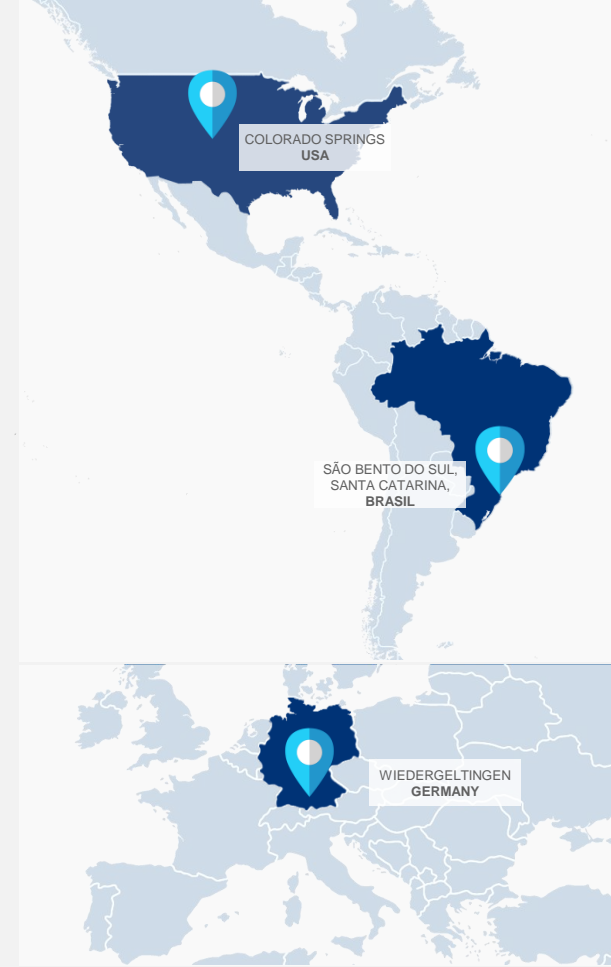 COLORADO SPRINGS
USA
SÃO BENTO DO SUL,
SANTA CATARINA,
BRASIL
WIEDERGELTINGEN
GERMANY